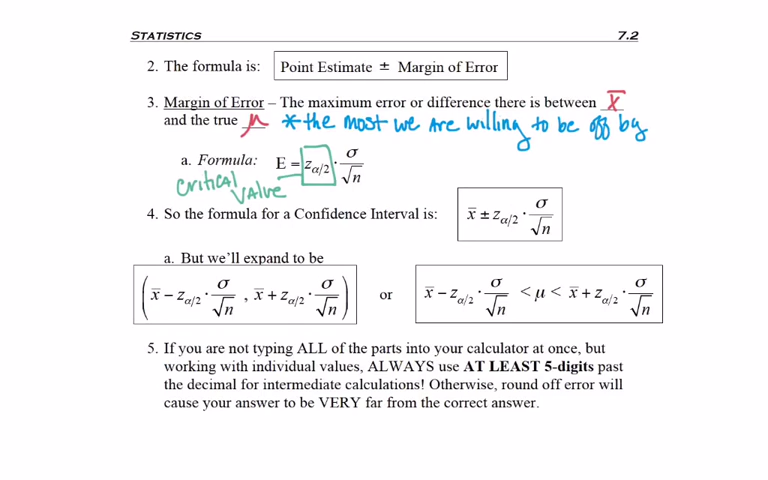 STATISTICS 7.2
2. The formula is: Point Estimate ± Margin of Error
3. Margin of Error – The maximum error or difference there is between x̅
and the true μ *the most we are willing to be off by
a. Formula: E = z_{α/2} · σ/√n
critical value
4. So the formula for a Confidence Interval is: x̅ ± z_{α/2} · σ/√n
a. But we'll expand to be
(x̅ − z_{α/2} · σ/√n , x̅ + z_{α/2} · σ/√n) or x̅ − z_{α/2} · σ/√n < μ < x̅ + z_{α/2} · σ/√n
5. If you are not typing ALL of the parts into your calculator at once, but
working with individual values, ALWAYS use AT LEAST 5-digits past
the decimal for intermediate calculations! Otherwise, round off error will
cause your answer to be VERY far from the correct answer.